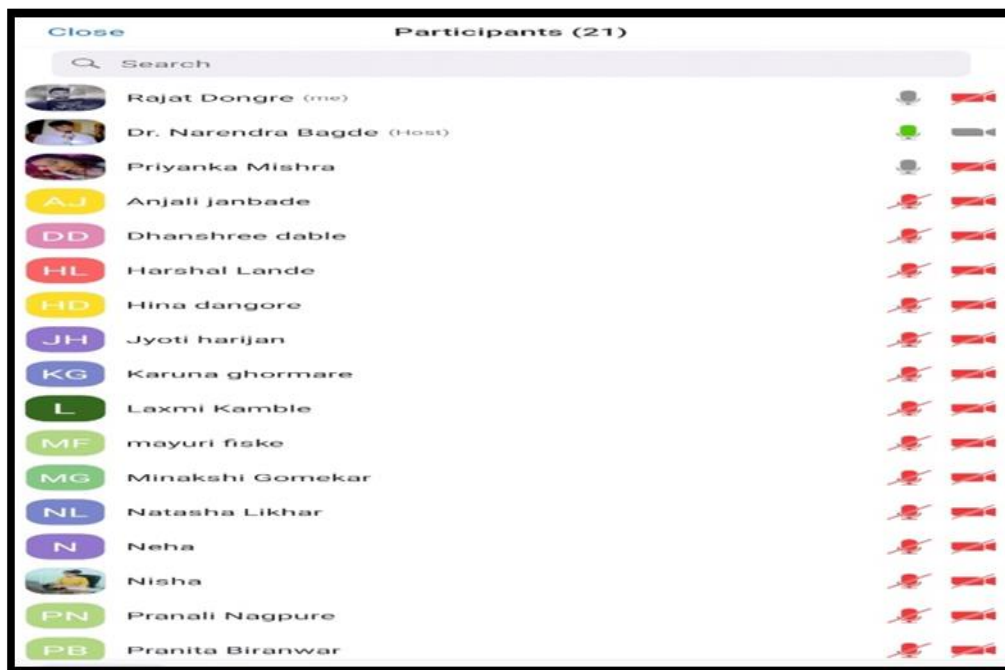 Close Participants (21)
Search
Rajat Dongre (me)
Dr. Narendra Bagde (Host)
Priyanka Mishra
AJ Anjali janbade
DD Dhanshree dable
HL Harshal Lande
HD Hina dangore
JH Jyoti harijan
KG Karuna ghormare
L Laxmi Kamble
MF mayuri fiske
MG Minakshi Gomekar
NL Natasha Likhar
N Neha
Nisha
PN Pranali Nagpure
PB Pranita Biranwar